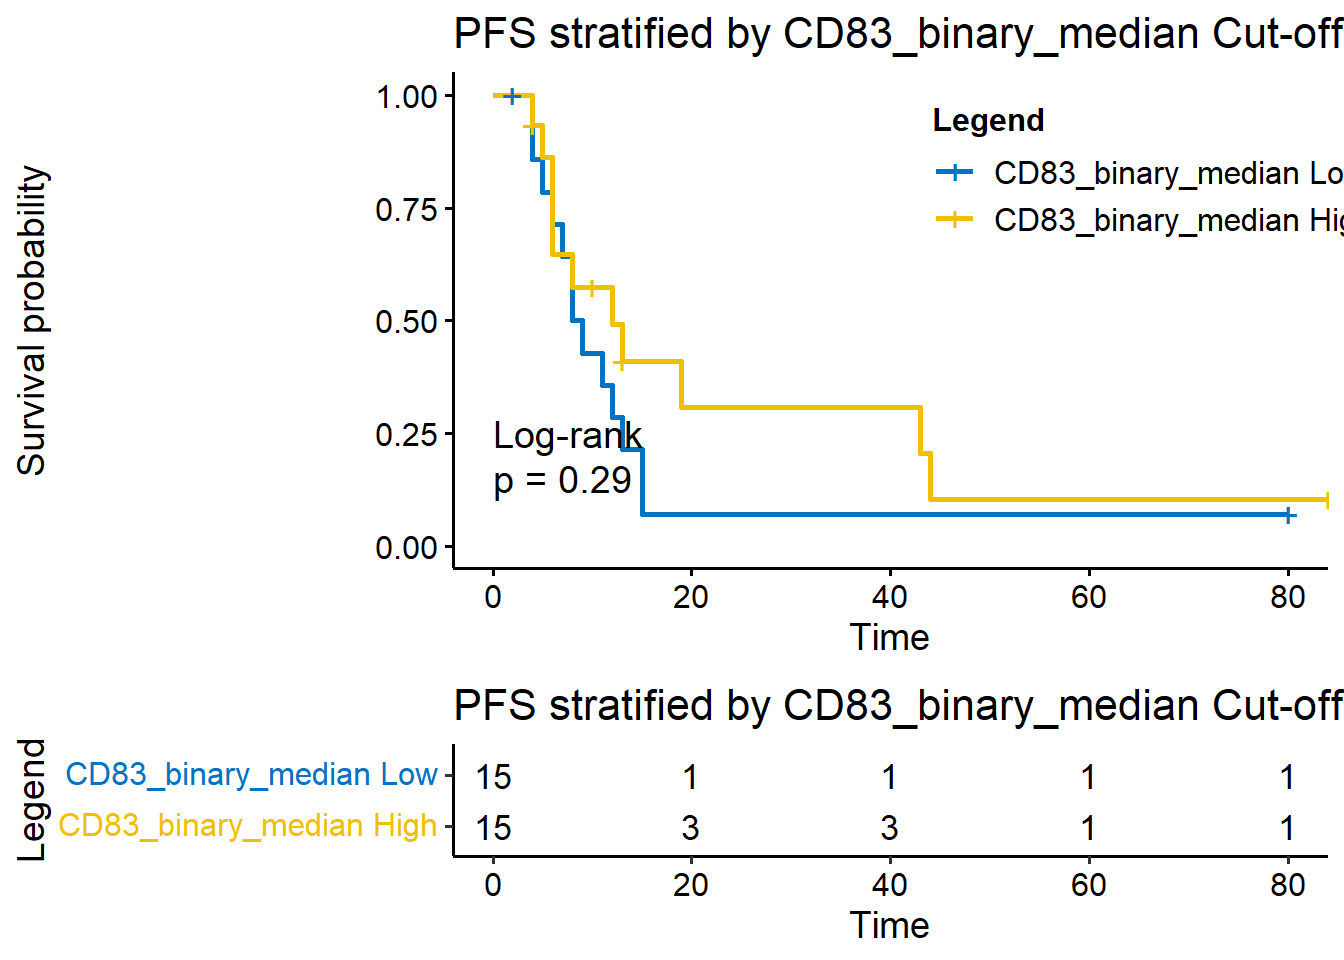 PFS stratified by CD83_binary_median Cut-off
Survival probability
1.00
0.75
0.50
0.25
0.00
Legend
CD83_binary_median Lo
CD83_binary_median Hig
Log-rank
p = 0.29
0 20 40 60 80
Time
PFS stratified by CD83_binary_median Cut-off
Legend
CD83_binary_median Low 15 1 1 1 1
CD83_binary_median High 15 3 3 1 1
0 20 40 60 80
Time